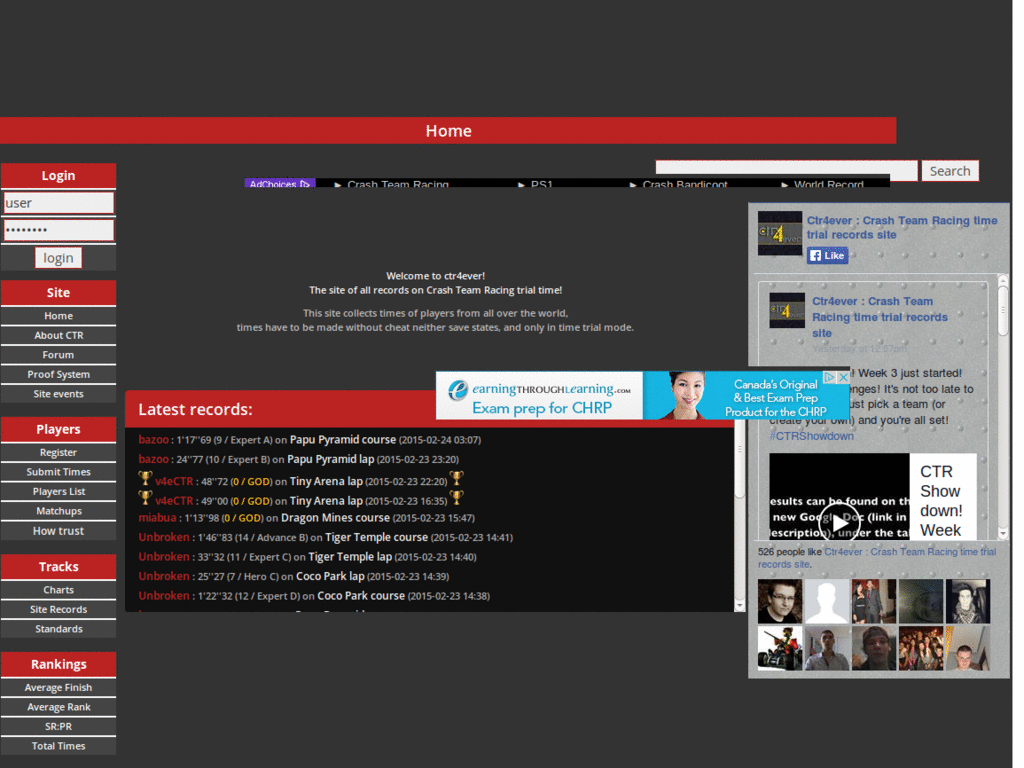 Home
Login
user
••••••••
login
Site
Home
About CTR
Forum
Proof System
Site events
Players
Register
Submit Times
Players List
Matchups
How trust
Tracks
Charts
Site Records
Standards
Rankings
Average Finish
Average Rank
SR:PR
Total Times
Search
AdChoices
► Crash Team Racing
► PS1
► Crash Bandicoot
► World Record
Welcome to ctr4ever!
The site of all records on Crash Team Racing trial time!
This site collects times of players from all over the world,
times have to be made without cheat neither save states, and only in time trial mode.
earningTHROUGHLEARNING.COM
Exam prep for CHRP
Canada's Original
& Best Exam Prep
Product for the CHRP
Latest records:
bazoo : 1'17''69 (9 / Expert A) on Papu Pyramid course (2015-02-24 03:07)
bazoo : 24''77 (10 / Expert B) on Papu Pyramid lap (2015-02-23 23:20)
v4eCTR : 48''72 (0 / GOD) on Tiny Arena lap (2015-02-23 22:20)
v4eCTR : 49''00 (0 / GOD) on Tiny Arena lap (2015-02-23 16:35)
miabua : 1'13''98 (0 / GOD) on Dragon Mines course (2015-02-23 15:47)
Unbroken : 1'46''83 (14 / Advance B) on Tiger Temple course (2015-02-23 14:41)
Unbroken : 33''32 (11 / Expert C) on Tiger Temple lap (2015-02-23 14:40)
Unbroken : 25''27 (7 / Hero C) on Coco Park lap (2015-02-23 14:39)
Unbroken : 1'22''32 (12 / Expert D) on Coco Park course (2015-02-23 14:38)
Ctr4ever : Crash Team Racing time
trial records site
Like
Ctr4ever : Crash Team
Racing time trial records
site
Yesterday at 12:57pm
! Week 3 just started!
enges! It's not too late to
ust pick a team (or
create your own) and you're all set!
#CTRShowdown
esults can be found on th
new Google Doc (link in
escription), under the ta
CTR
Show
down!
Week
526 people like Ctr4ever : Crash Team Racing time trial
records site.